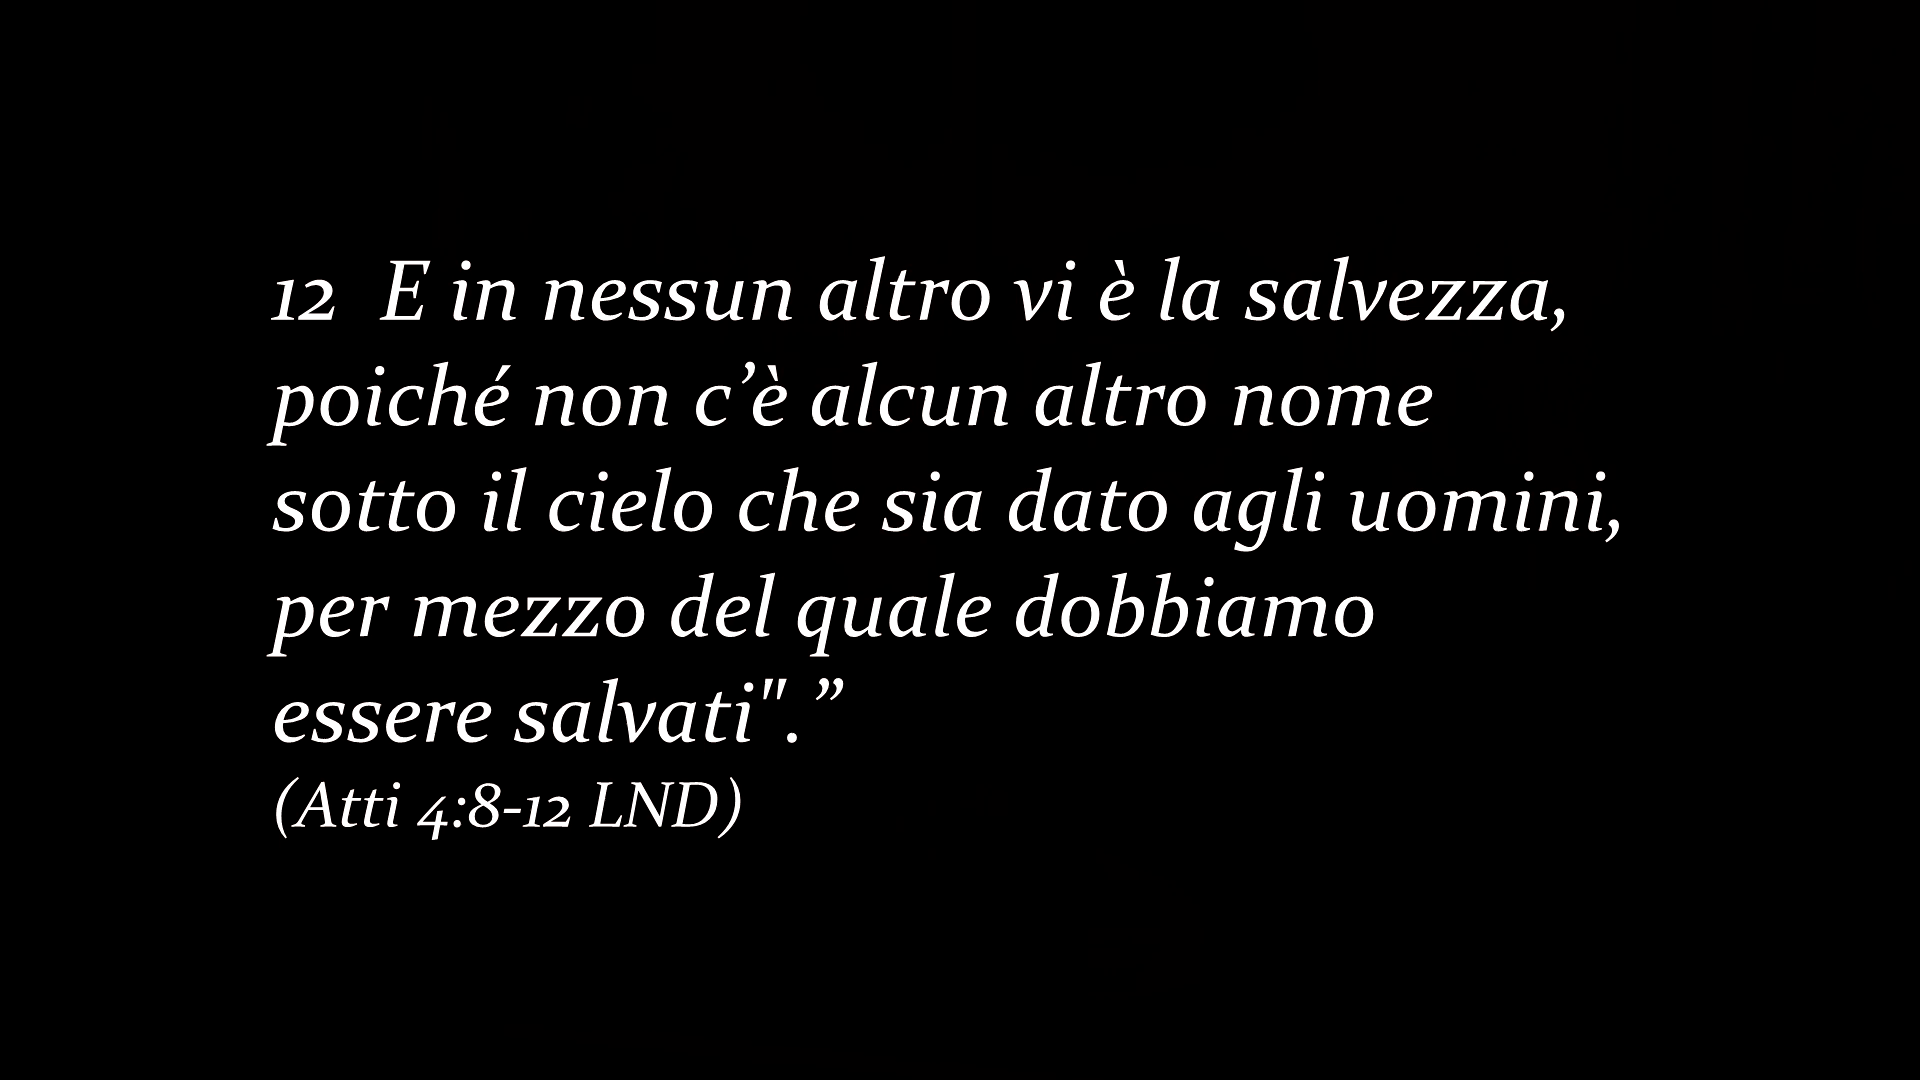 12  E in nessun altro vi è la salvezza,
poiché non c’è alcun altro nome
sotto il cielo che sia dato agli uomini,
per mezzo del quale dobbiamo
essere salvati".”
(Atti 4:8-12 LND)